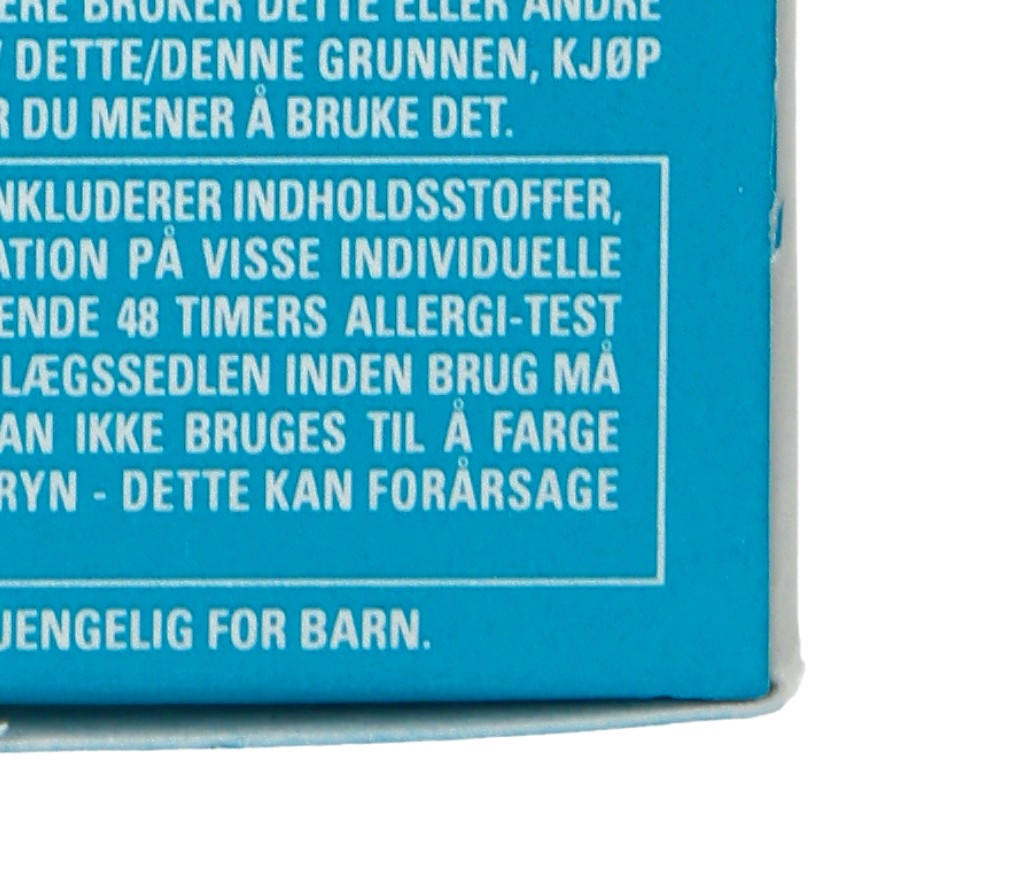 ERE BRUKER DETTE ELLER ANDRE
DETTE/DENNE GRUNNEN, KJØP
R DU MENER Å BRUKE DET.
NKLUDERER INDHOLDSSTOFFER,
ATION PÅ VISSE INDIVIDUELLE
ENDE 48 TIMERS ALLERGI-TEST
LÆGSSEDLEN INDEN BRUG MÅ
AN IKKE BRUGES TIL Å FARGE
RYN - DETTE KAN FORÅRSAGE
JENGELIG FOR BARN.